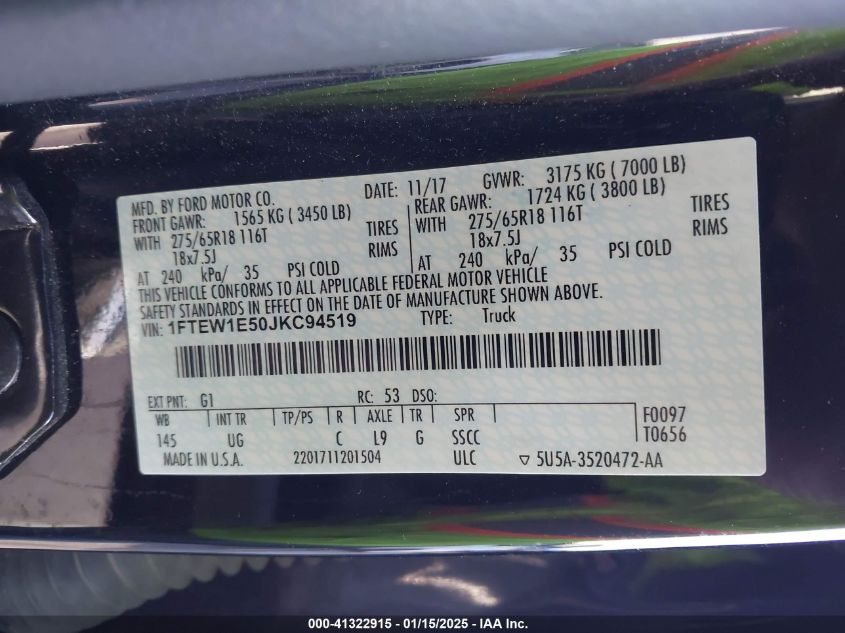 MFD. BY FORD MOTOR CO. DATE: 11/17 GVWR: 3175 KG ( 7000 LB)
FRONT GAWR: 1565 KG ( 3450 LB) REAR GAWR: 1724 KG ( 3800 LB)
WITH 275/65R18 116T TIRES WITH 275/65R18 116T TIRES
18x7.5J RIMS 18x7.5J RIMS
AT 240 kPa/ 35 PSI COLD AT 240 kPa/ 35 PSI COLD
THIS VEHICLE CONFORMS TO ALL APPLICABLE FEDERAL MOTOR VEHICLE
SAFETY STANDARDS IN EFFECT ON THE DATE OF MANUFACTURE SHOWN ABOVE.
VIN: 1FTEW1E50JKC94519 TYPE: Truck
EXT PNT: G1 RC: 53 DSO:
WB INT TR TP/PS R AXLE TR SPR F0097
145 UG C L9 G SSCC T0656
MADE IN U.S.A. 2201711201504 ULC ▽ 5U5A-3520472-AA
000-41322915 - 01/15/2025 - IAA Inc.